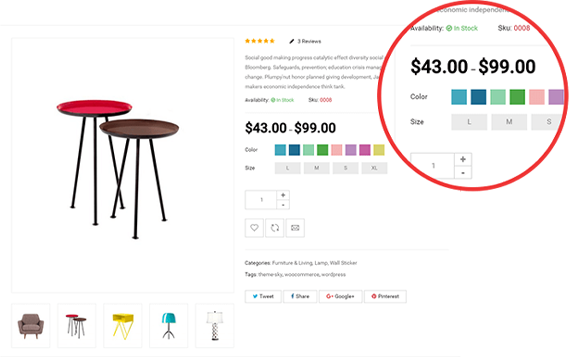 3 Reviews
Social good making progress catalytic effect diversity social
Bloomberg. Safeguards, prevention; education crisis mana
change. Plumpy'nut honor planned giving development, Ja
makers economic independence think tank.
Availability: In Stock Sku: 0008
$43.00 - $99.00
Color
Size L M S XL
1 + -
Categories: Furniture & Living, Lamp, Wall Sticker
Tags: theme-sky, woocommerce, wordpress
Tweet Share Google+ Pinterest
economic independenc
Availability: In Stock Sku: 0008
$43.00 - $99.00
Color
Size L M S
1 + -